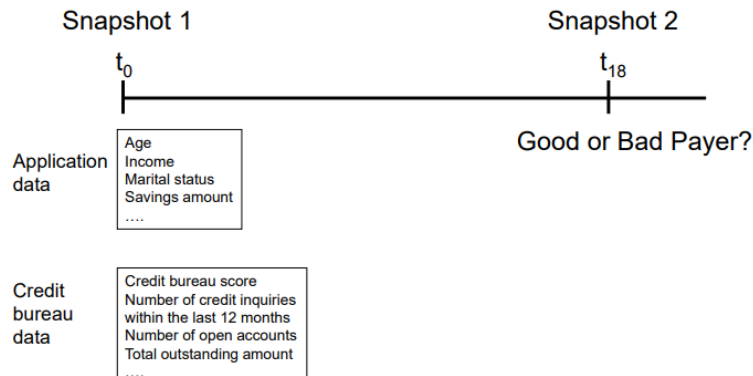 Snapshot 1
Snapshot 2
t0
t18
Good or Bad Payer?
Application
data
Age
Income
Marital status
Savings amount
....
Credit
bureau
data
Credit bureau score
Number of credit inquiries
within the last 12 months
Number of open accounts
Total outstanding amount
....